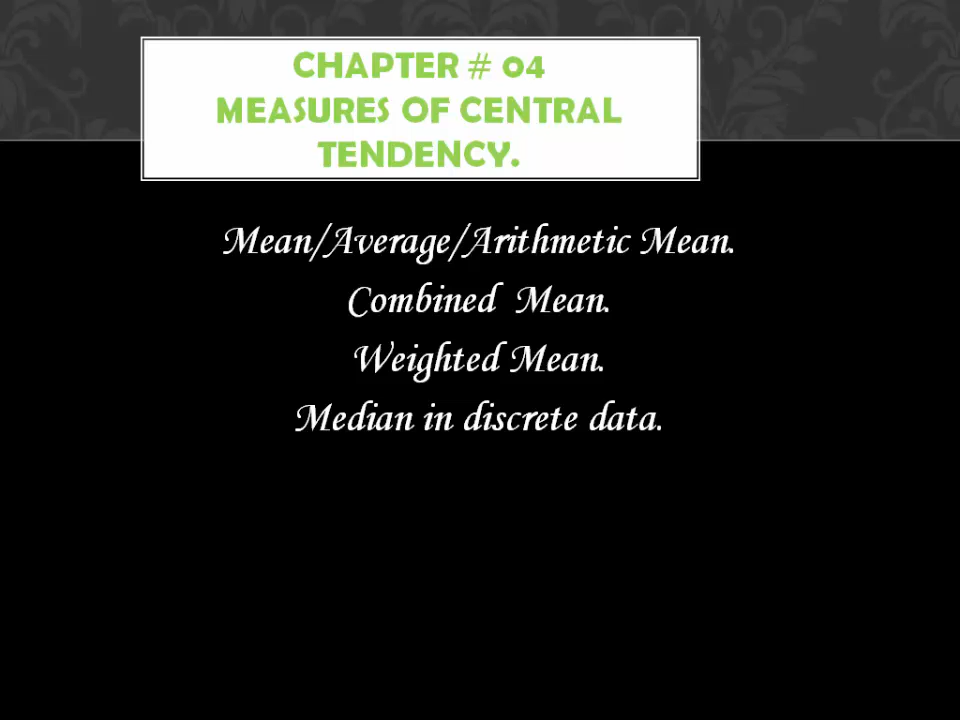 CHAPTER # 04
MEASURES OF CENTRAL
TENDENCY.
Mean/Average/Arithmetic Mean.
Combined Mean.
Weighted Mean.
Median in discrete data.